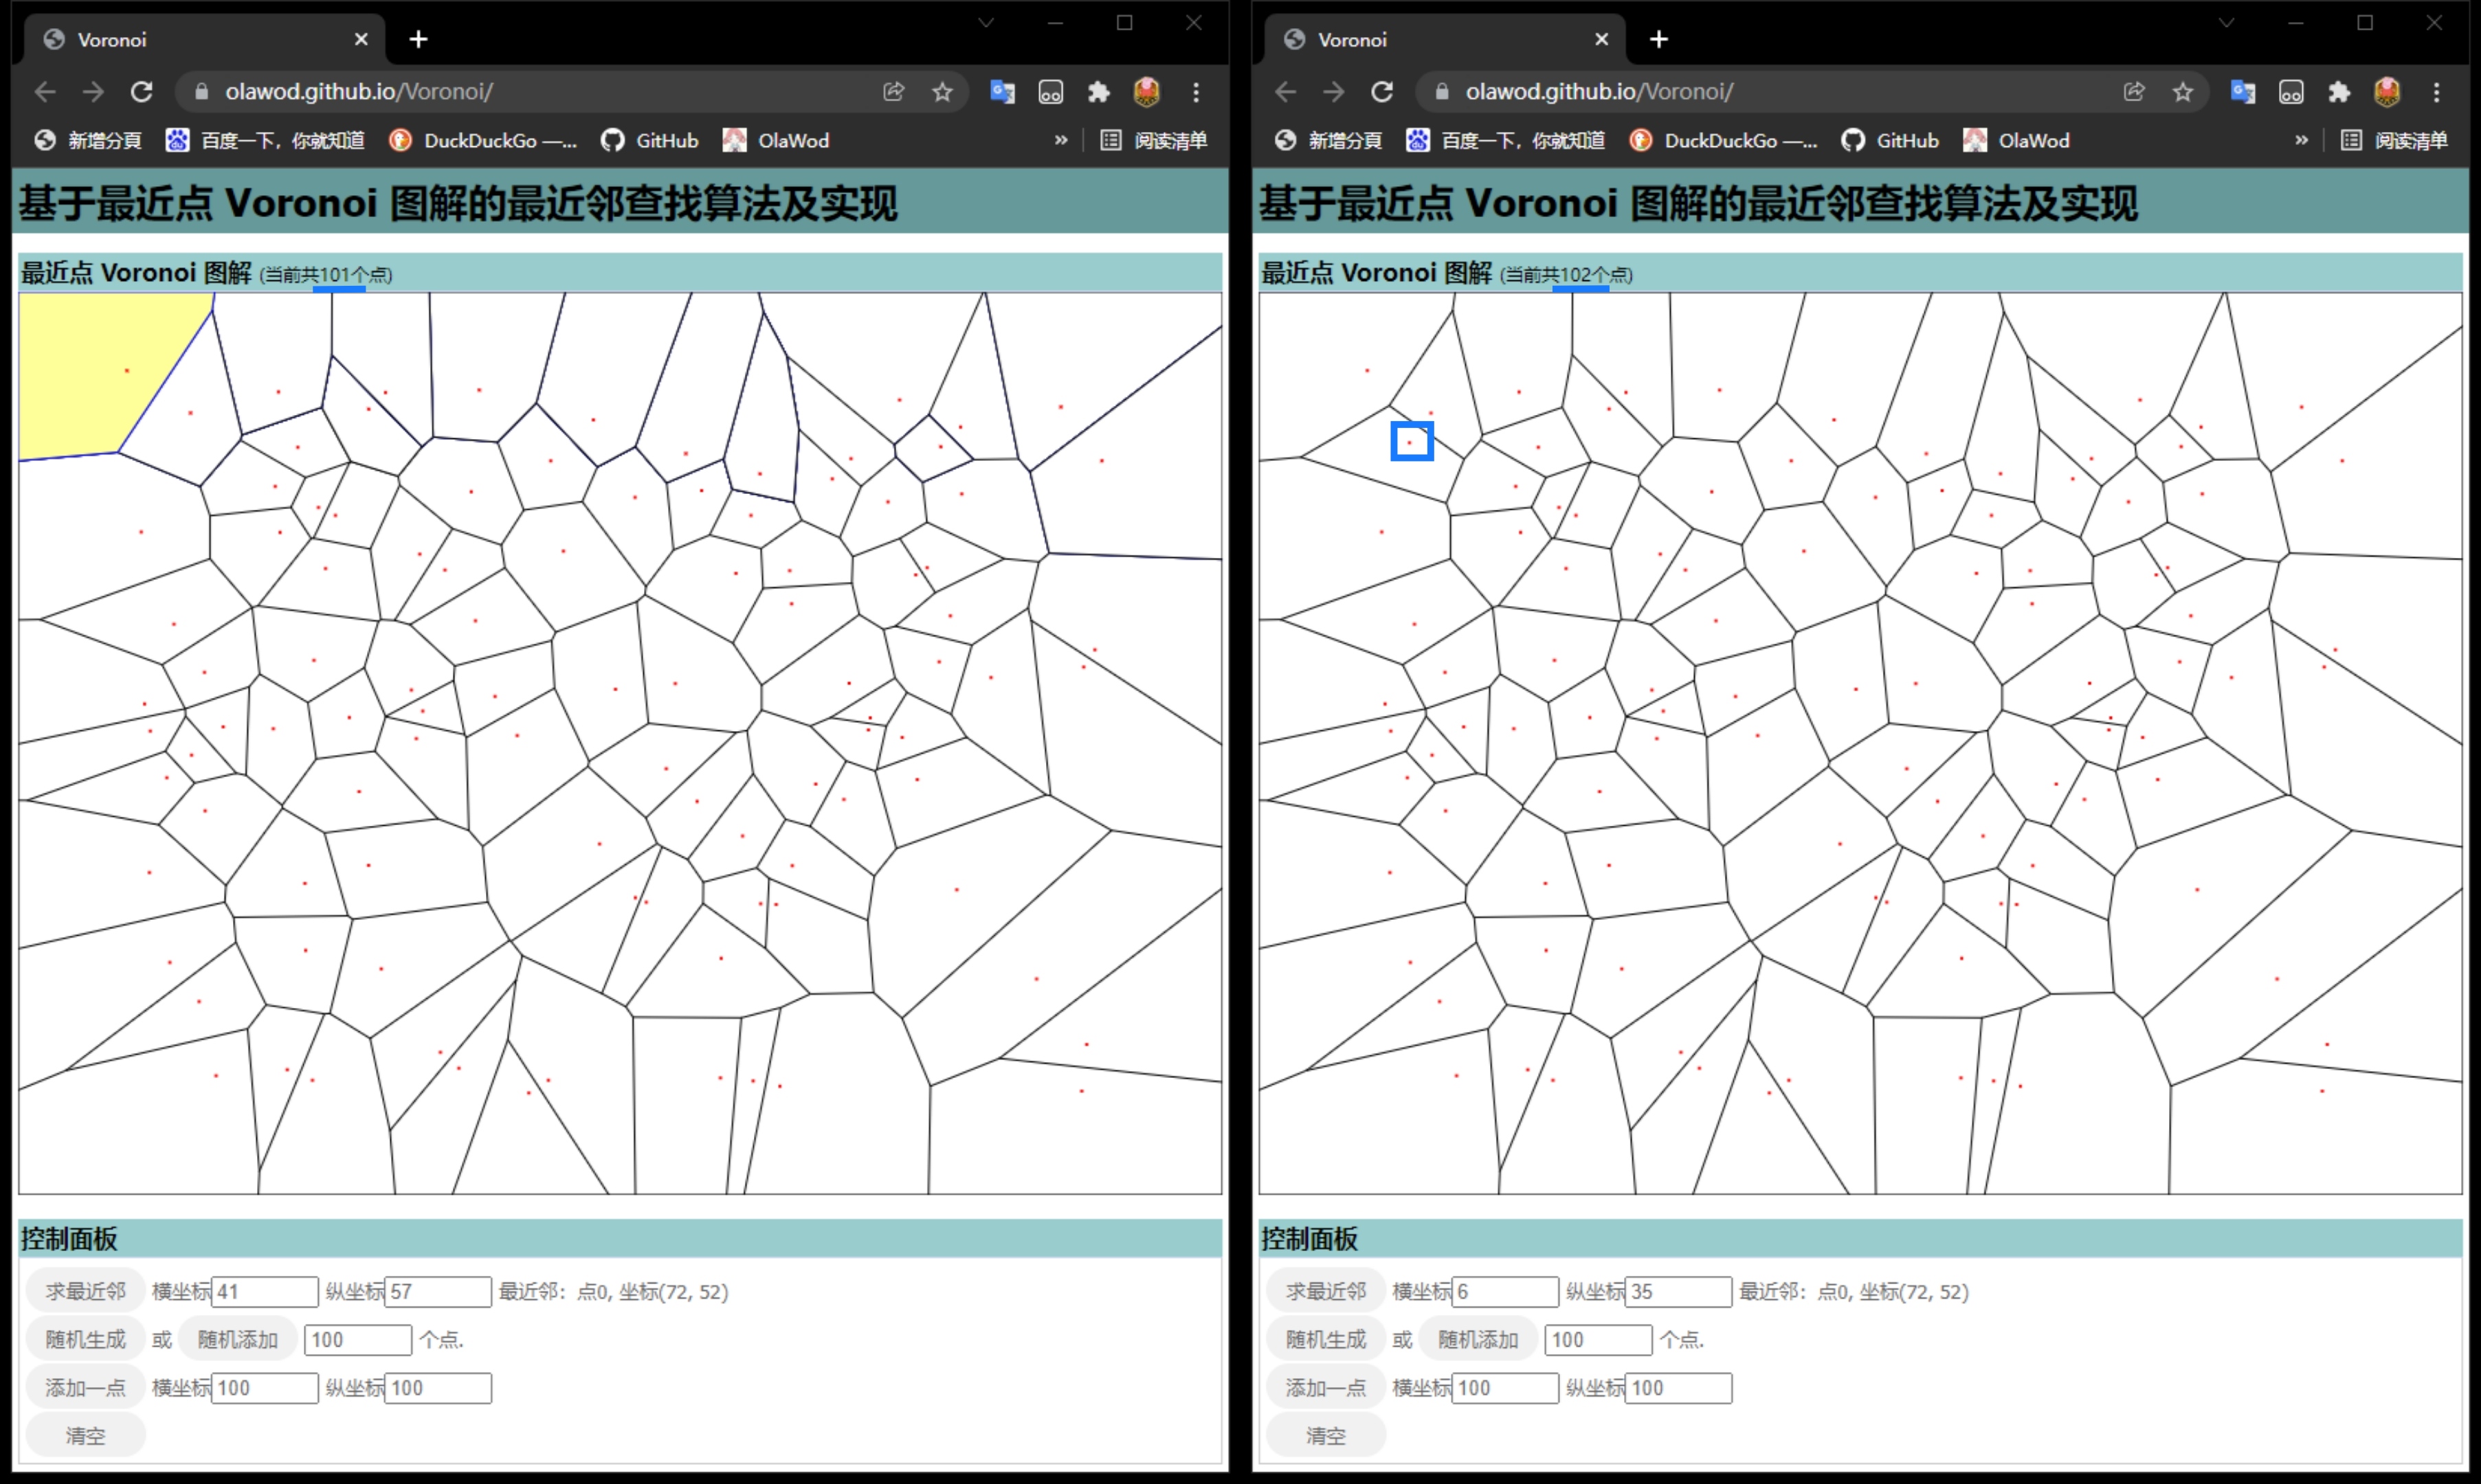 Voronoi
olawod.github.io/Voronoi/
新增分頁 百度一下，你就知道 DuckDuckGo —... GitHub OlaWod » 阅读清单
基于最近点 Voronoi 图解的最近邻查找算法及实现
最近点 Voronoi 图解 (当前共101个点)
控制面板
求最近邻 横坐标 41 纵坐标 57 最近邻：点0, 坐标(72, 52)
随机生成 或 随机添加 100 个点.
添加一点 横坐标 100 纵坐标 100
清空
Voronoi
olawod.github.io/Voronoi/
新增分頁 百度一下，你就知道 DuckDuckGo —... GitHub OlaWod » 阅读清单
基于最近点 Voronoi 图解的最近邻查找算法及实现
最近点 Voronoi 图解 (当前共102个点)
控制面板
求最近邻 横坐标 6 纵坐标 35 最近邻：点0, 坐标(72, 52)
随机生成 或 随机添加 100 个点.
添加一点 横坐标 100 纵坐标 100
清空